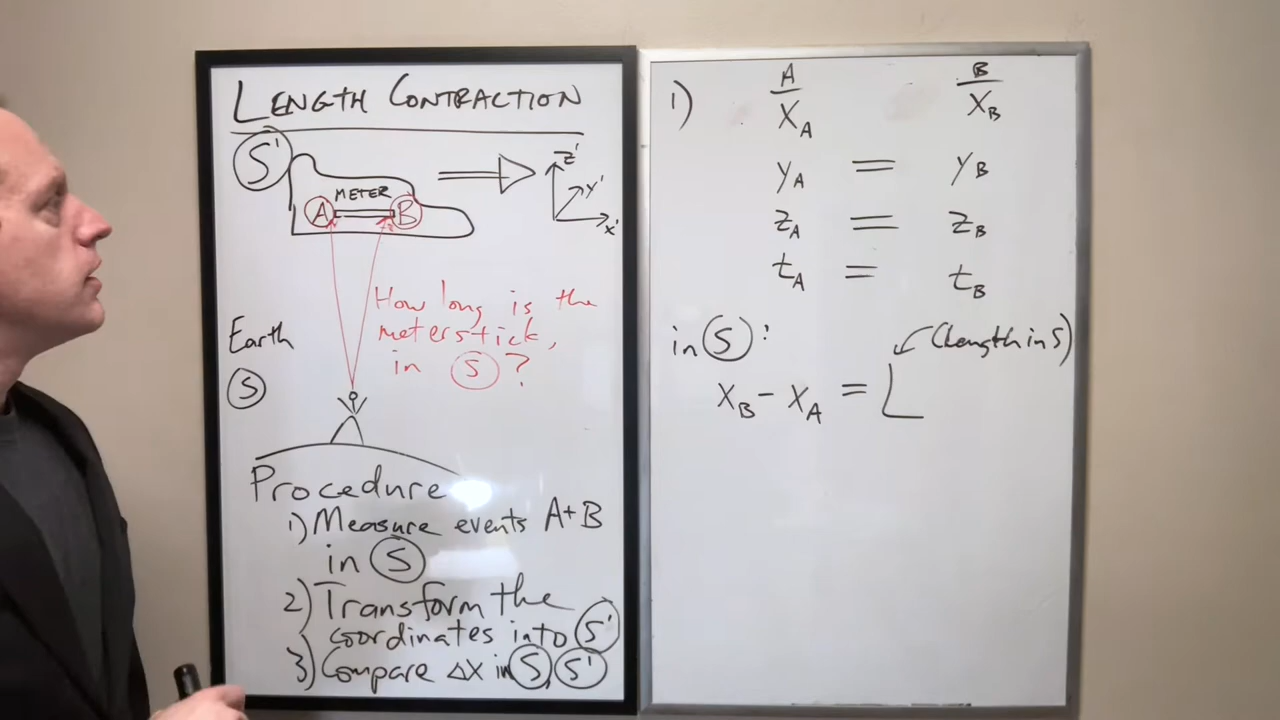 LENGTH CONTRACTION
S'
METER
A B
z'
y'
x'
How long is the
meterstick,
in S ?
Earth
S
Procedure
1) Measure events A+B
in S
2) Transform the
coordinates into S'
3) Compare Δx in S, S'
1) A B
x_A x_B
y_A = y_B
z_A = z_B
t_A = t_B
in S : (Length in S)
x_B - x_A = L